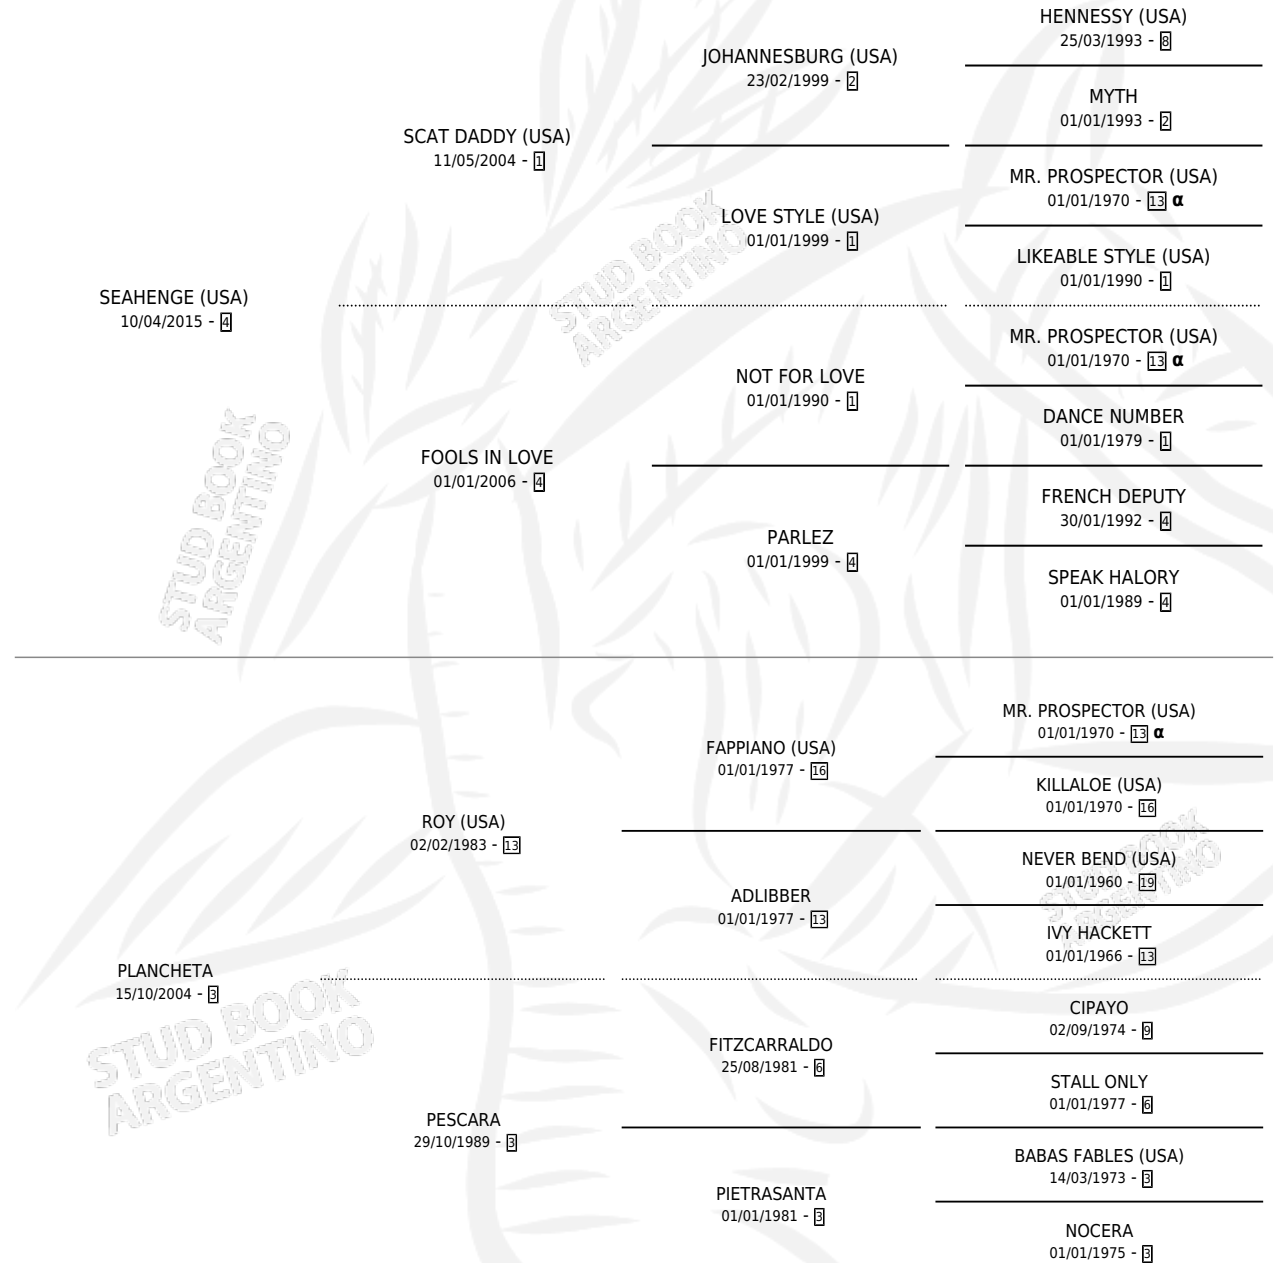 HENNESSY (USA)
25/03/1993 - 8
JOHANNESBURG (USA)
23/02/1999 - 2
MYTH
01/01/1993 - 2
SCAT DADDY (USA)
11/05/2004 - 1
MR. PROSPECTOR (USA)
01/01/1970 - 13 α
LOVE STYLE (USA)
01/01/1999 - 1
LIKEABLE STYLE (USA)
01/01/1990 - 1
SEAHENGE (USA)
10/04/2015 - 4
MR. PROSPECTOR (USA)
01/01/1970 - 13 α
NOT FOR LOVE
01/01/1990 - 1
DANCE NUMBER
01/01/1979 - 1
FOOLS IN LOVE
01/01/2006 - 4
FRENCH DEPUTY
30/01/1992 - 4
PARLEZ
01/01/1999 - 4
SPEAK HALORY
01/01/1989 - 4
MR. PROSPECTOR (USA)
01/01/1970 - 13 α
FAPPIANO (USA)
01/01/1977 - 16
KILLALOE (USA)
01/01/1970 - 16
ROY (USA)
02/02/1983 - 13
NEVER BEND (USA)
01/01/1960 - 19
ADLIBBER
01/01/1977 - 13
IVY HACKETT
01/01/1966 - 13
PLANCHETA
15/10/2004 - 3
CIPAYO
02/09/1974 - 9
FITZCARRALDO
25/08/1981 - 6
STALL ONLY
01/01/1977 - 6
PESCARA
29/10/1989 - 3
BABAS FABLES (USA)
14/03/1973 - 3
PIETRASANTA
01/01/1981 - 3
NOCERA
01/01/1975 - 3
STUD BOOK
ARGENTINO
STUD BOOK
ARGENTINO
STUD BOOK
ARGENTINO
STUD BOOK
ARGENTINO